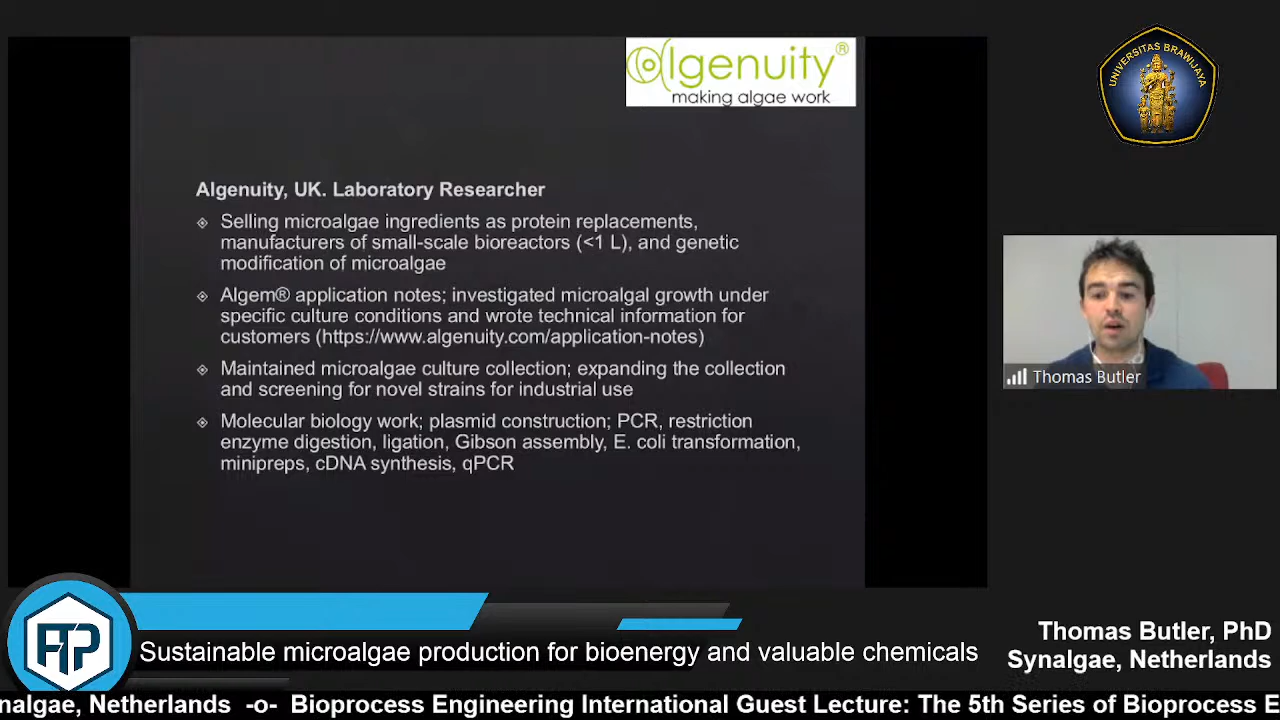 algenuity®
making algae work
UNIVERSITAS BRAWIJAYA
Algenuity, UK. Laboratory Researcher
Selling microalgae ingredients as protein replacements,
manufacturers of small-scale bioreactors (<1 L), and genetic
modification of microalgae
Algem® application notes; investigated microalgal growth under
specific culture conditions and wrote technical information for
customers (https://www.algenuity.com/application-notes)
Maintained microalgae culture collection; expanding the collection
and screening for novel strains for industrial use
Molecular biology work; plasmid construction; PCR, restriction
enzyme digestion, ligation, Gibson assembly, E. coli transformation,
minipreps, cDNA synthesis, qPCR
Thomas Butler
FTP
Sustainable microalgae production for bioenergy and valuable chemicals
Thomas Butler, PhD
Synalgae, Netherlands
nalgae, Netherlands -o- Bioprocess Engineering International Guest Lecture: The 5th Series of Bioprocess E